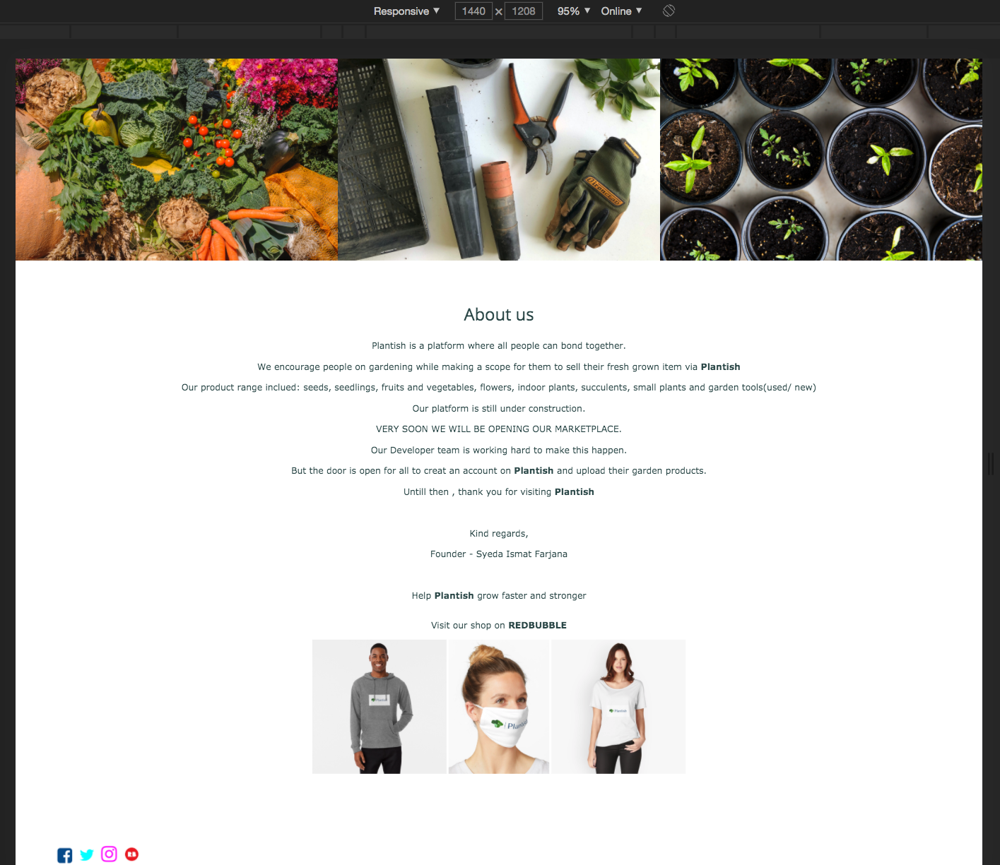 Responsive ▼ 1440 × 1208 95% ▼ Online ▼
About us
Plantish is a platform where all people can bond together.
We encourage people on gardening while making a scope for them to sell their fresh grown item via Plantish
Our product range inclued: seeds, seedlings, fruits and vegetables, flowers, indoor plants, succulents, small plants and garden tools(used/ new)
Our platform is still under construction.
VERY SOON WE WILL BE OPENING OUR MARKETPLACE.
Our Developer team is working hard to make this happen.
But the door is open for all to creat an account on Plantish and upload their garden products.
Untill then , thank you for visiting Plantish
Kind regards,
Founder - Syeda Ismat Farjana
Help Plantish grow faster and stronger
Visit our shop on REDBUBBLE
Plantish
Plantish
Plantish